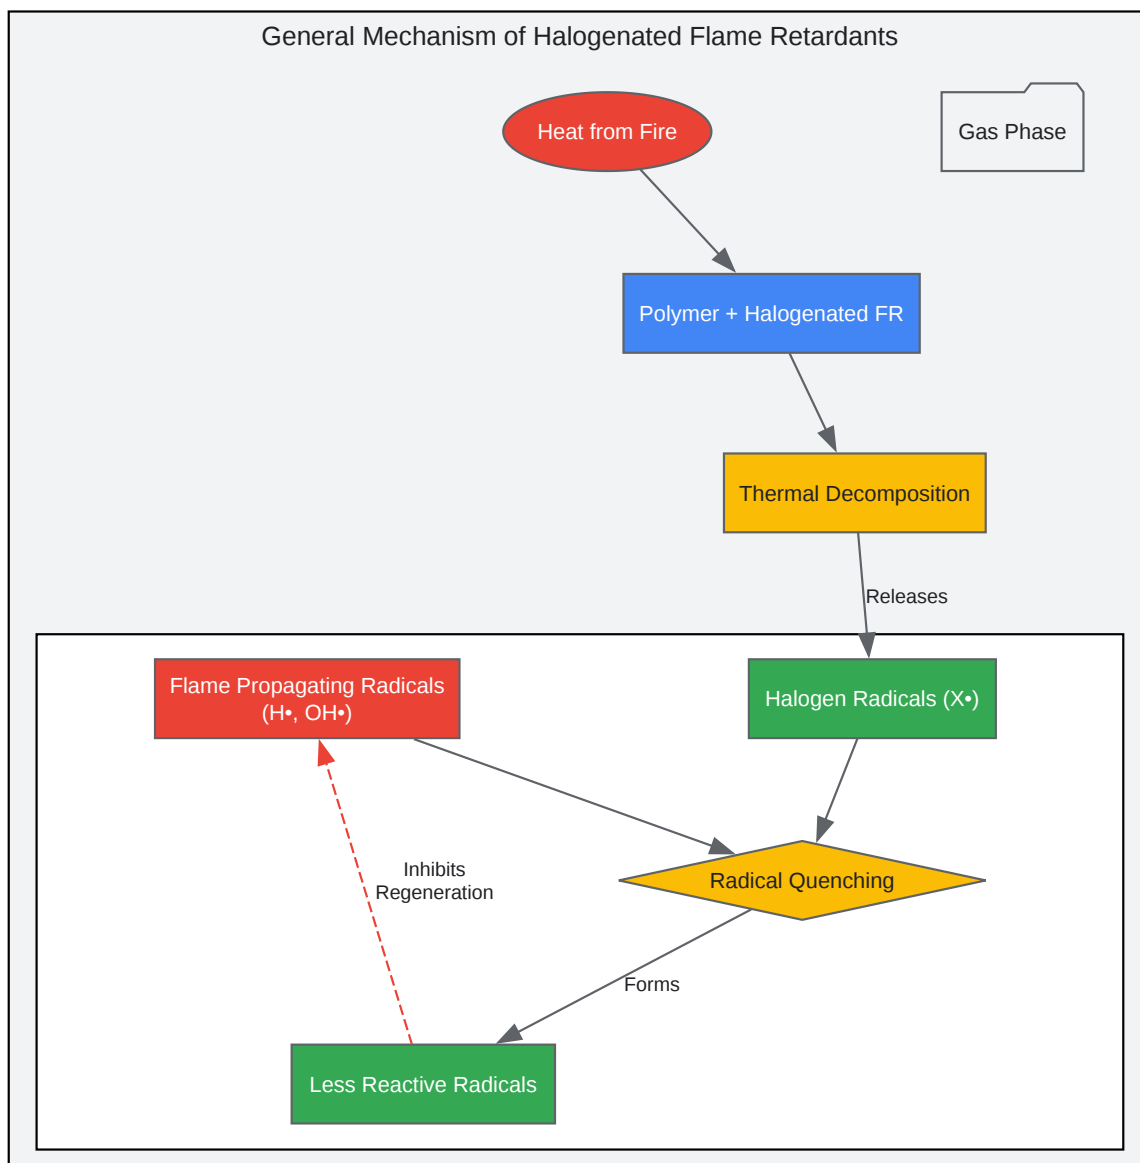 General Mechanism of Halogenated Flame Retardants
Heat from Fire
Gas Phase
Polymer + Halogenated FR
Thermal Decomposition
Releases
Flame Propagating Radicals
(H•, OH•)
Halogen Radicals (X•)
Inhibits
Regeneration
Radical Quenching
Forms
Less Reactive Radicals